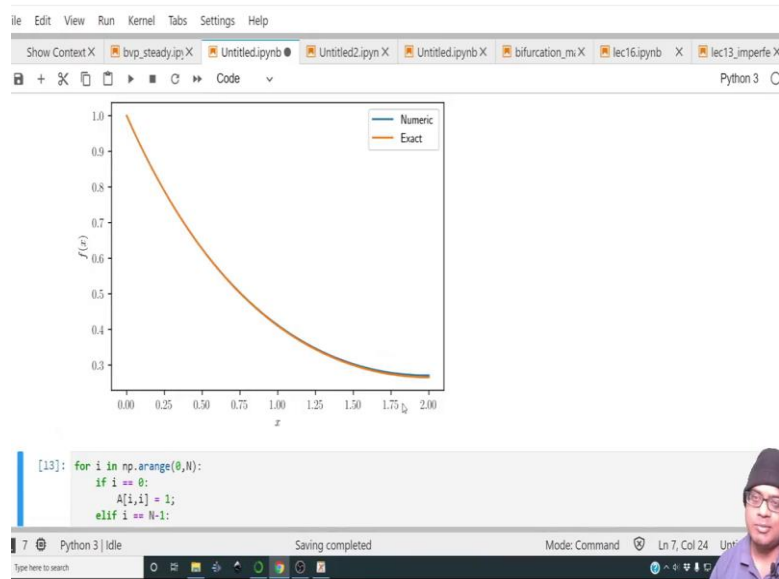 ile Edit View Run Kernel Tabs Settings Help
Show Context X bvp_steady.ipy X Untitled.ipynb Untitled2.ipyn X Untitled.ipynb X bifurcation_mi X lec16.ipynb X lec13_imperfe X
Code Python 3
1.0
0.9
0.8
0.7
0.6
0.5
0.4
0.3
f(x)
Numeric
Exact
0.00 0.25 0.50 0.75 1.00 1.25 1.50 1.75 2.00
x
[13]: for i in np.arange(0,N):
if i == 0:
A[i,i] = 1;
elif i == N-1:
7 Python 3 | Idle Saving completed Mode: Command Ln 7, Col 24 Unti
Type here to search